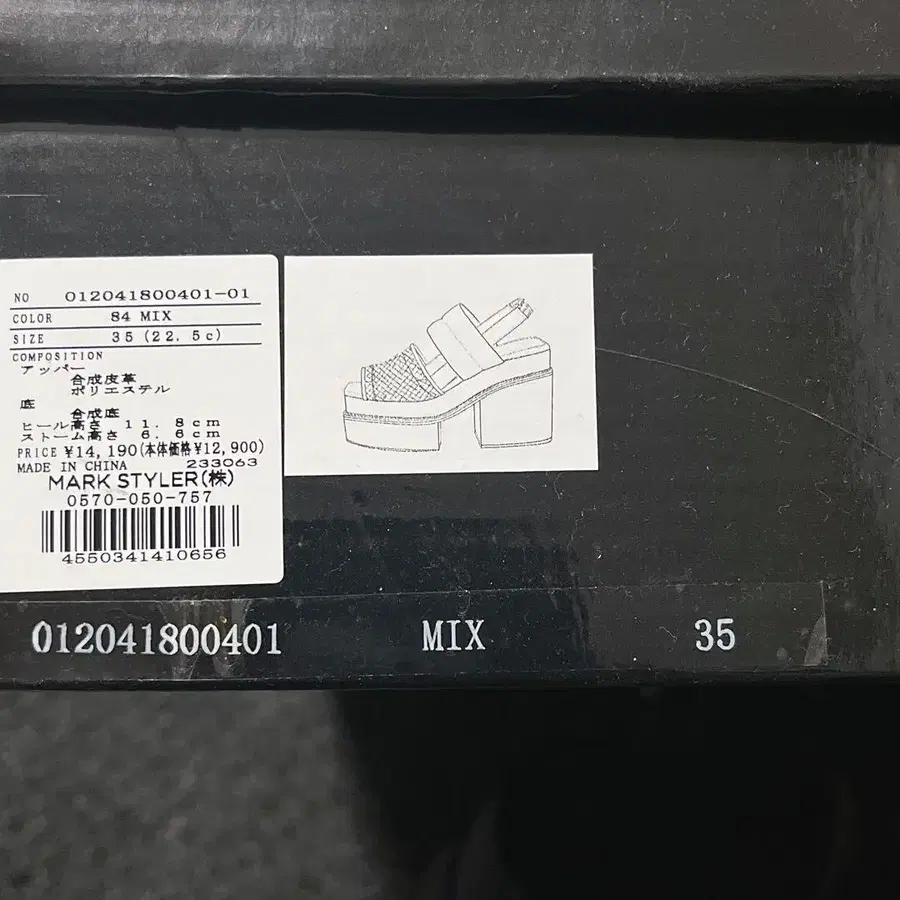 NO 012041800401-01
COLOR 84 MIX
SIZE 35 (22.5c)
COMPOSITION
アッパー
合成皮革
ポリエステル
底
合成底
ヒール高さ 11.8cm
ストーム高さ 6.6cm
PRICE ¥14,190(本体価格¥12,900)
MADE IN CHINA 233063
MARK STYLER(株)
0570-050-757
4550341410656
012041800401 MIX 35